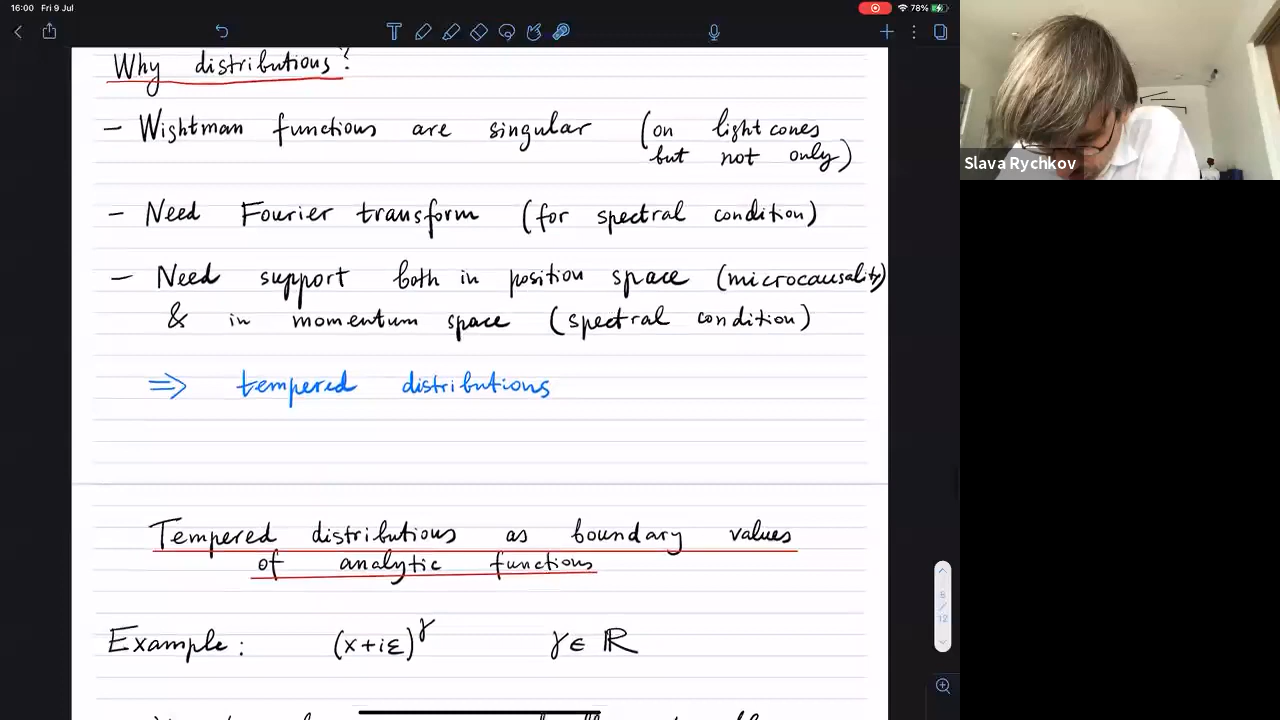 16:00 Fri 9 Jul
78%
Why distributions?
– Wightman functions are singular (on lightcones
but not only)
– Need Fourier transform (for spectral condition)
– Need support both in position space (microcausality)
& in momentum space (spectral condition)
⇒ tempered distributions
Tempered distributions as boundary values
of analytic functions
Example: (x+iε)^γ γ∈ ℝ
Slava Rychkov
T
12